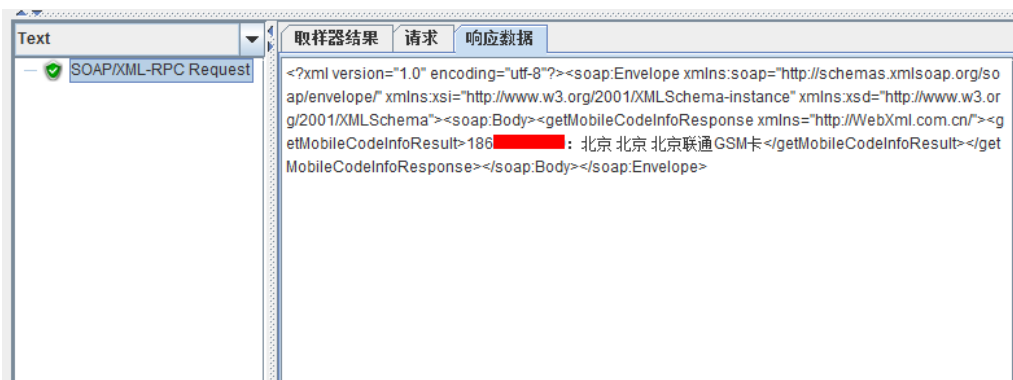 Text
取样器结果 请求 响应数据
SOAP/XML-RPC Request
<?xml version="1.0" encoding="utf-8"?><soap:Envelope xmlns:soap="http://schemas.xmlsoap.org/so
ap/envelope/" xmlns:xsi="http://www.w3.org/2001/XMLSchema-instance" xmlns:xsd="http://www.w3.or
g/2001/XMLSchema"><soap:Body><getMobileCodeInfoResponse xmlns="http://WebXml.com.cn/"><g
etMobileCodeInfoResult>186：北京 北京 北京联通GSM卡</getMobileCodeInfoResult></get
MobileCodeInfoResponse></soap:Body></soap:Envelope>